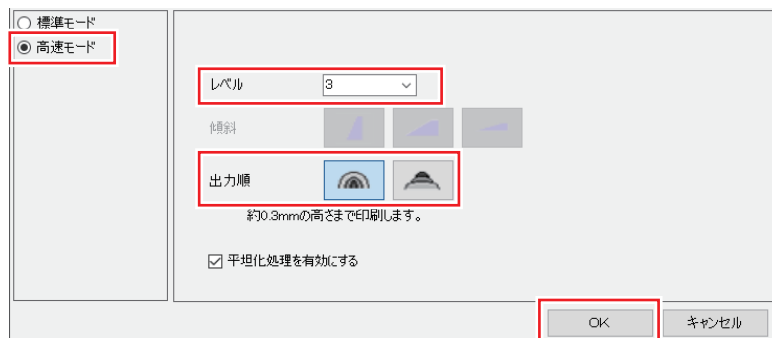 標準モード
高速モード
レベル 3
傾斜
出力順
約0.3mmの高さまで印刷します。
平坦化処理を有効にする
OK キャンセル